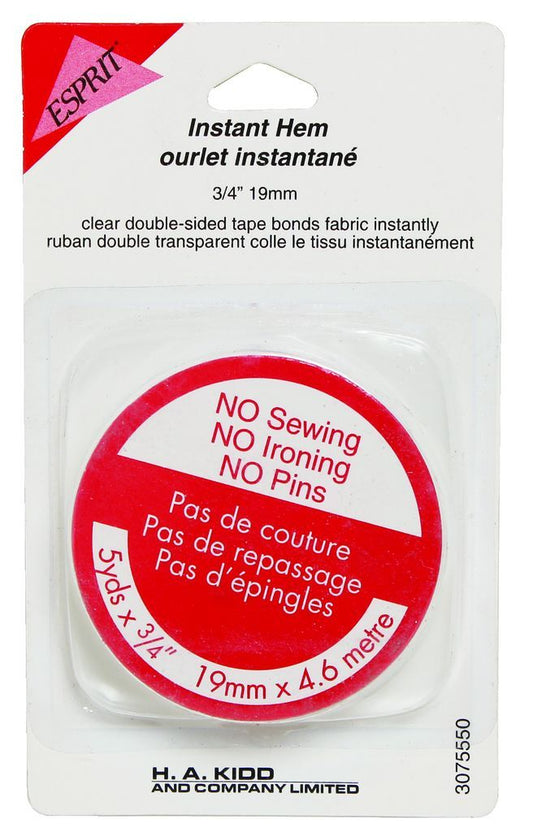 ESPRIT
Instant Hem
ourlet instantané
3/4" 19mm
clear double-sided tape bonds fabric instantly
ruban double transparent colle le tissu instantanément
NO Sewing
NO Ironing
NO Pins
Pas de couture
Pas de repassage
Pas d'épingles
5yds x 3/4" 19mm x 4.6 metre
H. A. KIDD
AND COMPANY LIMITED
3075550